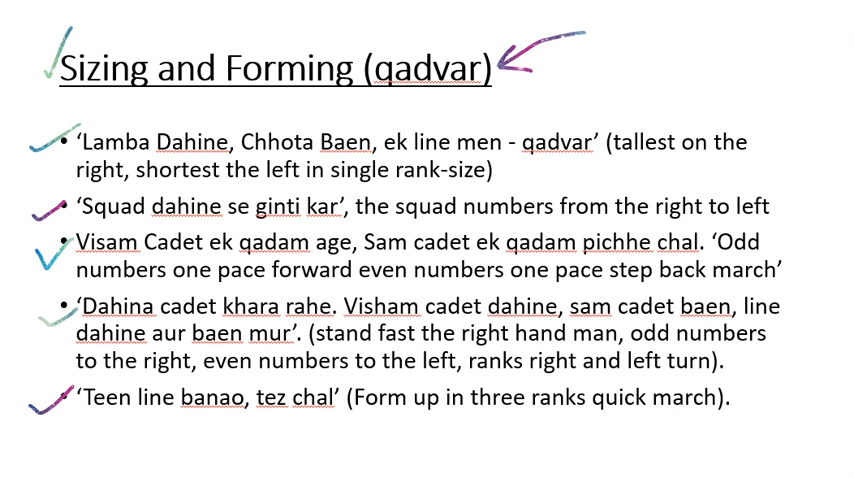 Sizing and Forming (qadvar)
• ‘Lamba Dahine, Chhota Baen, ek line men - qadvar’ (tallest on the
right, shortest the left in single rank-size)
• ‘Squad dahine se ginti kar’, the squad numbers from the right to left
• Visam Cadet ek qadam age, Sam cadet ek qadam pichhe chal. ‘Odd
numbers one pace forward even numbers one pace step back march’
• ‘Dahina cadet khara rahe. Visham cadet dahine, sam cadet baen, line
dahine aur baen mur’. (stand fast the right hand man, odd numbers
to the right, even numbers to the left, ranks right and left turn).
• ‘Teen line banao, tez chal’ (Form up in three ranks quick march).